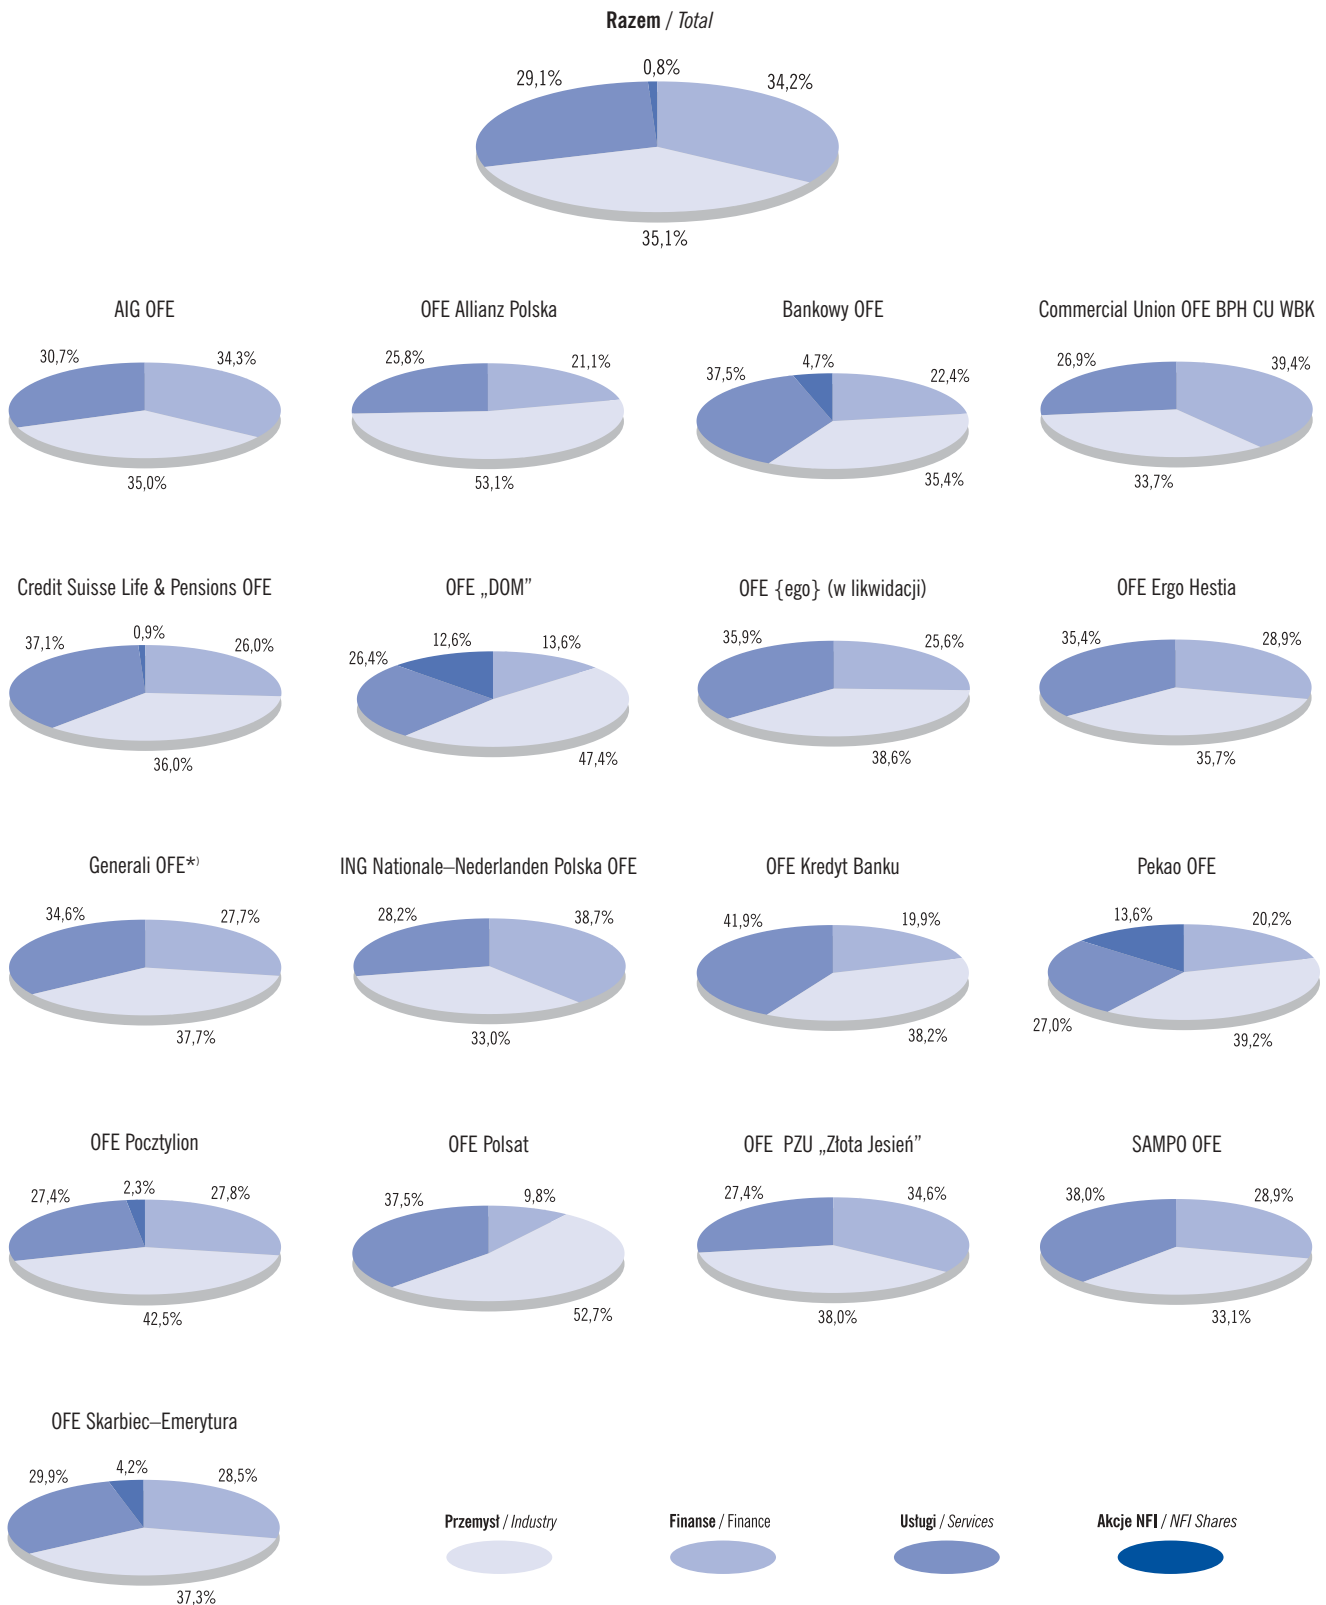 Razem / Total
29,1%
0,8%
34,2%
35,1%
AIG OFE
30,7%
34,3%
35,0%
OFE Allianz Polska
25,8%
21,1%
53,1%
Bankowy OFE
37,5%
4,7%
22,4%
35,4%
Commercial Union OFE BPH CU WBK
26,9%
39,4%
33,7%
Credit Suisse Life & Pensions OFE
37,1%
0,9%
26,0%
36,0%
OFE „DOM”
26,4%
12,6%
13,6%
47,4%
OFE {ego} (w likwidacji)
35,9%
25,6%
38,6%
OFE Ergo Hestia
35,4%
28,9%
35,7%
Generali OFE*)
34,6%
27,7%
37,7%
ING Nationale–Nederlanden Polska OFE
28,2%
38,7%
33,0%
OFE Kredyt Banku
41,9%
19,9%
38,2%
Pekao OFE
13,6%
20,2%
27,0%
39,2%
OFE Pocztylion
27,4%
2,3%
27,8%
42,5%
OFE Polsat
37,5%
9,8%
52,7%
OFE PZU „Złota Jesień”
27,4%
34,6%
38,0%
SAMPO OFE
38,0%
28,9%
33,1%
OFE Skarbiec–Emerytura
29,9%
4,2%
28,5%
37,3%
Przemysł / Industry
Finanse / Finance
Usługi / Services
Akcje NFI / NFI Shares